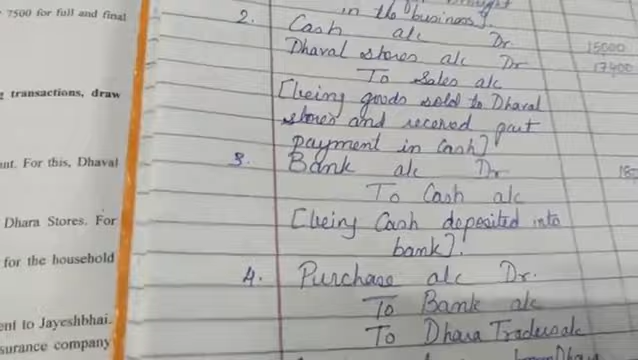 7500 for full and final
transactions, draw
nt. For this, Dhaval
Dhara Stores. For
for the household
ent to Jayeshbhai.
surance company
in the business].
2. Cash a/c Dr 15000
Dhaval stores a/c Dr 17400
To Sales a/c
[being goods sold to Dhaval
stores and received part
payment in cash]
3. Bank a/c Dr
To Cash a/c
[being Cash deposited into
bank].
4. Purchase a/c Dr.
To Bank a/c
To Dhara Traders a/c